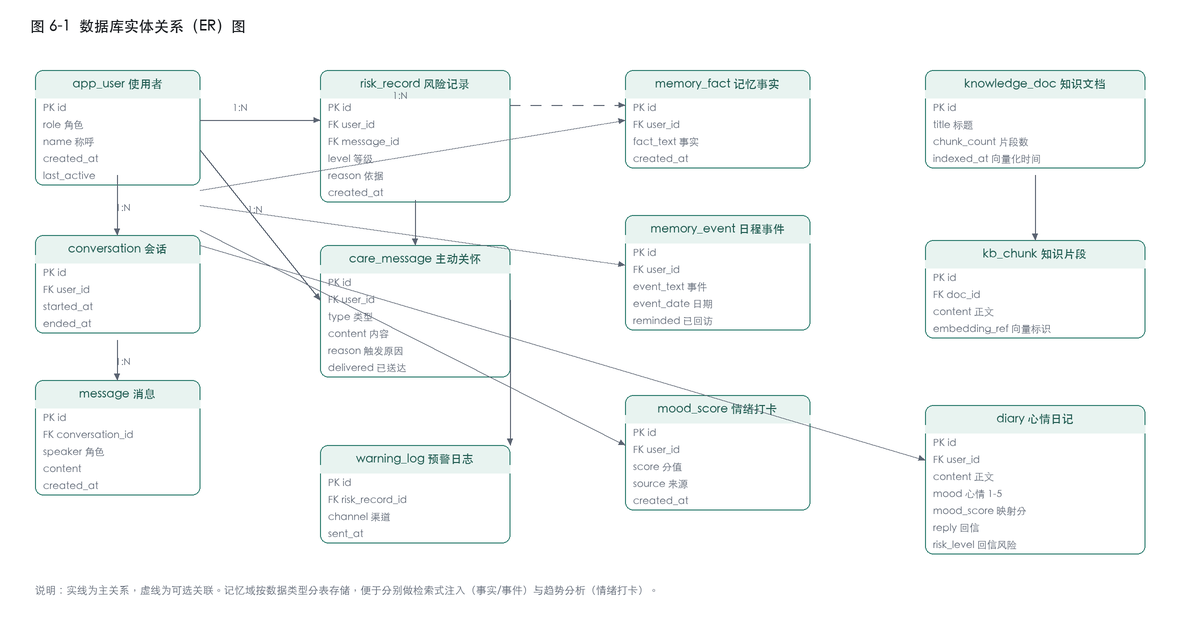 图 6-1 数据库实体关系（ER）图
app_user 使用者
PK id
role 角色
name 称呼
created_at
last_active
1:N
risk_record 风险记录
1:N
PK id
FK user_id
FK message_id
level 等级
reason 依据
created_at
memory_fact 记忆事实
PK id
FK user_id
fact_text 事实
created_at
knowledge_doc 知识文档
PK id
title 标题
chunk_count 片段数
indexed_at 向量化时间
1:N
1:N
conversation 会话
PK id
FK user_id
started_at
ended_at
1:N
care_message 主动关怀
PK id
FK user_id
type 类型
content 内容
reason 触发原因
delivered 已送达
memory_event 日程事件
PK id
FK user_id
event_text 事件
event_date 日期
reminded 已回访
kb_chunk 知识片段
PK id
FK doc_id
content 正文
embedding_ref 向量标识
message 消息
PK id
FK conversation_id
speaker 角色
content
created_at
warning_log 预警日志
PK id
FK risk_record_id
channel 渠道
sent_at
mood_score 情绪打卡
PK id
FK user_id
score 分值
source 来源
created_at
diary 心情日记
PK id
FK user_id
content 正文
mood 心情 1-5
mood_score 映射分
reply 回信
risk_level 回信风险
说明：实线为主关系，虚线为可选关联。记忆域按数据类型分表存储，便于分别做检索式注入（事实/事件）与趋势分析（情绪打卡）。